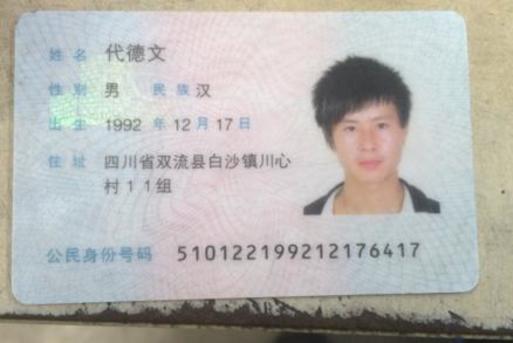 姓名 代德文
性别 男 民族 汉
出生 1992 年 12 月 17 日
住址 四川省双流县白沙镇川心
村11组
公民身份号码 510122199212176417